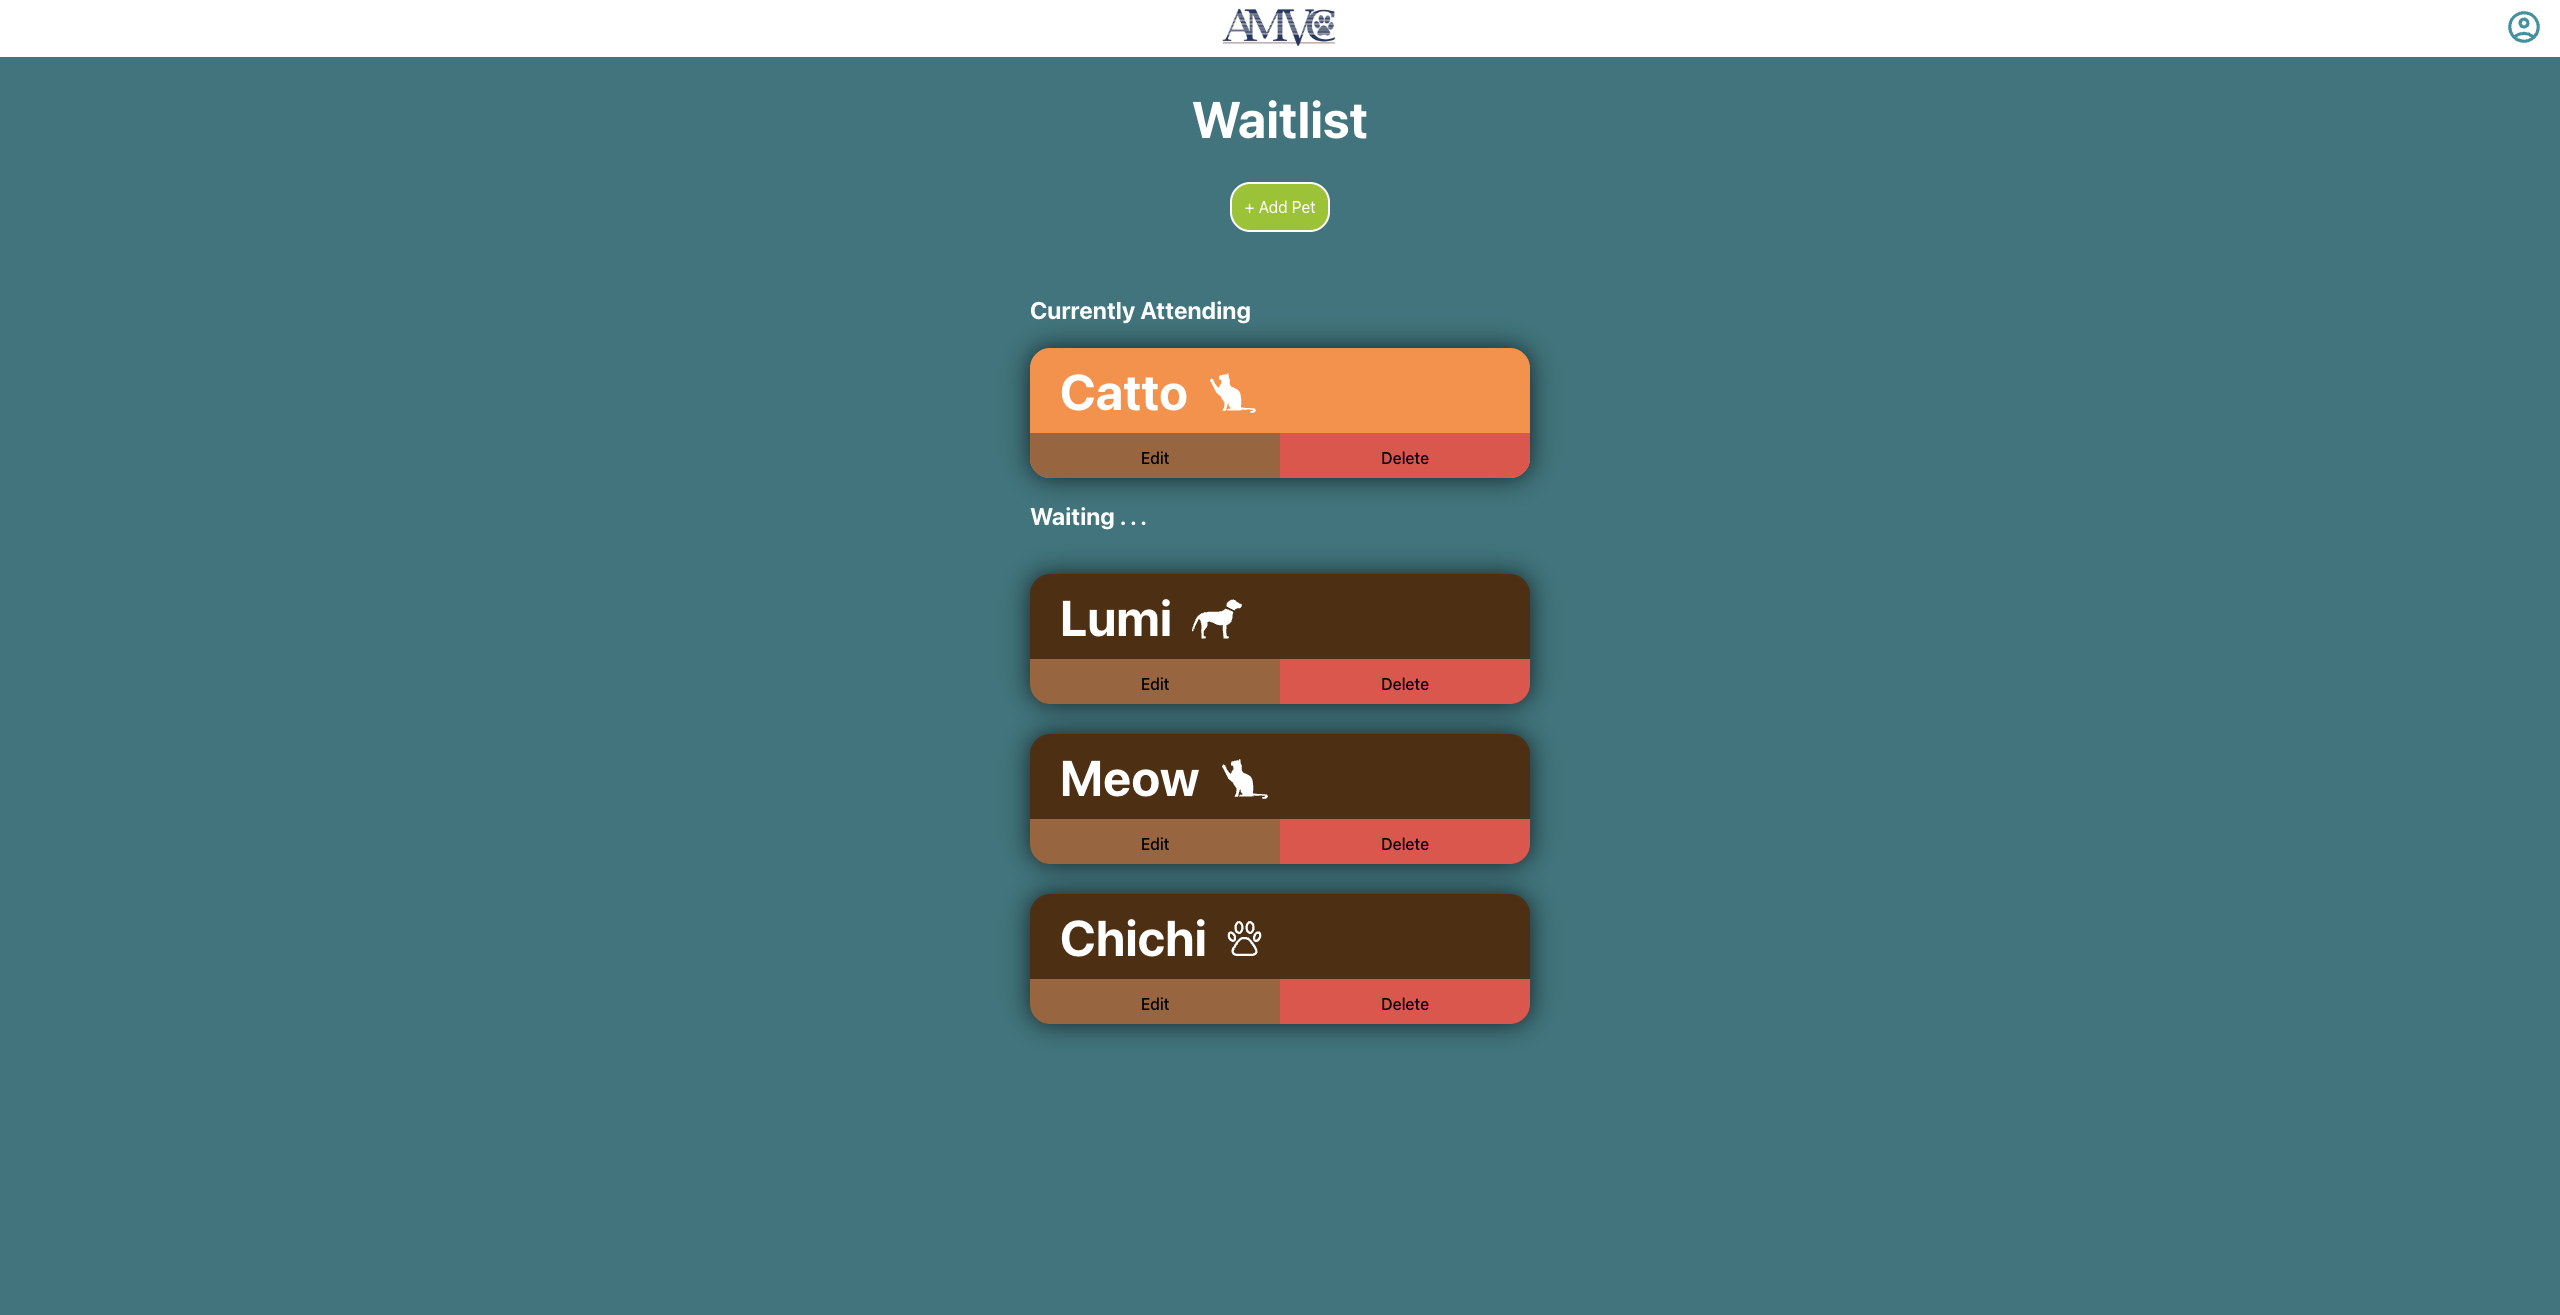 AMVC
Waitlist
+ Add Pet
Currently Attending
Catto
Edit Delete
Waiting . . .
Lumi
Edit Delete
Meow
Edit Delete
Chichi
Edit Delete